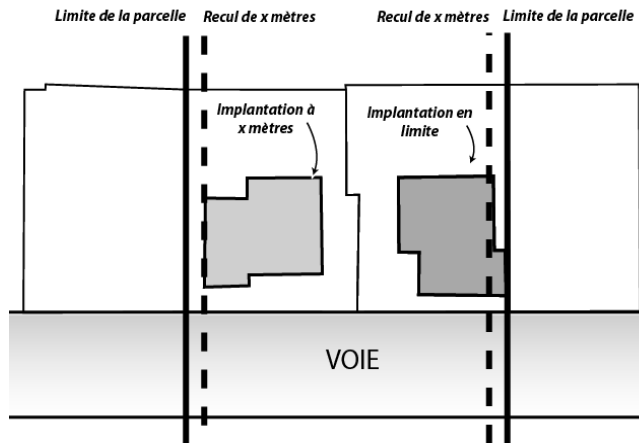 Limite de la parcelle
Recul de x mètres
Recul de x mètres
Limite de la parcelle
Implantation à
x mètres
Implantation en
limite
VOIE